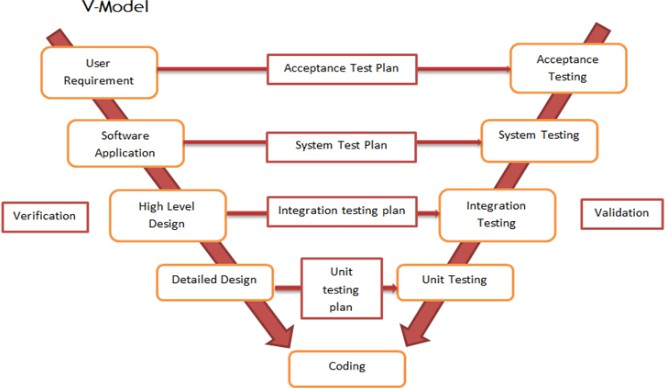 V-Model
User
Requirement
Acceptance Test Plan
Acceptance
Testing
Software
Application
System Test Plan
System Testing
Verification
High Level
Design
Integration testing plan
Integration
Testing
Validation
Detailed Design
Unit
testing
plan
Unit Testing
Coding